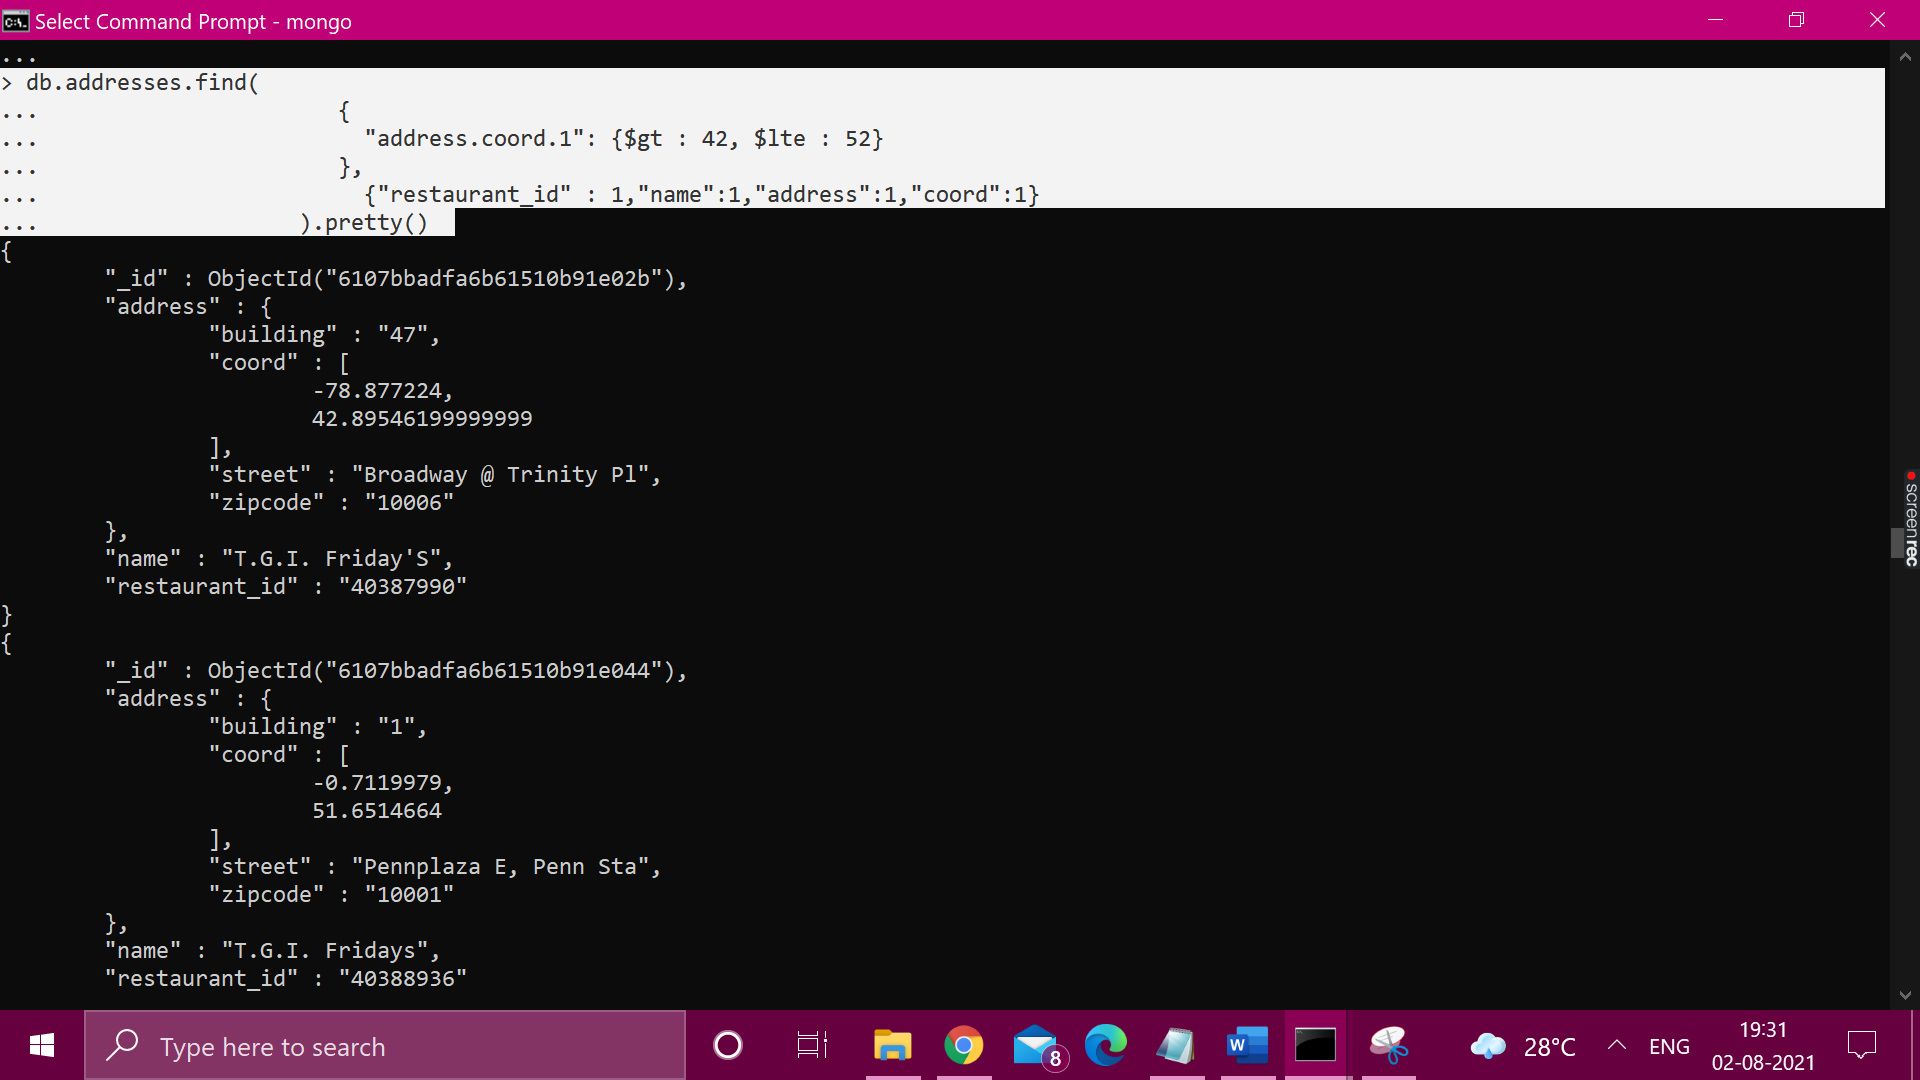 Select Command Prompt - mongo
...
> db.addresses.find(
... {
... "address.coord.1": {$gt : 42, $lte : 52}
... },
... {"restaurant_id" : 1,"name":1,"address":1,"coord":1}
... ).pretty()
{
"_id" : ObjectId("6107bbadfa6b61510b91e02b"),
"address" : {
"building" : "47",
"coord" : [
-78.877224,
42.89546199999999
],
"street" : "Broadway @ Trinity Pl",
"zipcode" : "10006"
},
"name" : "T.G.I. Friday'S",
"restaurant_id" : "40387990"
}
{
"_id" : ObjectId("6107bbadfa6b61510b91e044"),
"address" : {
"building" : "1",
"coord" : [
-0.7119979,
51.6514664
],
"street" : "Pennplaza E, Penn Sta",
"zipcode" : "10001"
},
"name" : "T.G.I. Fridays",
"restaurant_id" : "40388936"
screenrec
Type here to search
8
W
28°C
ENG
19:31
02-08-2021